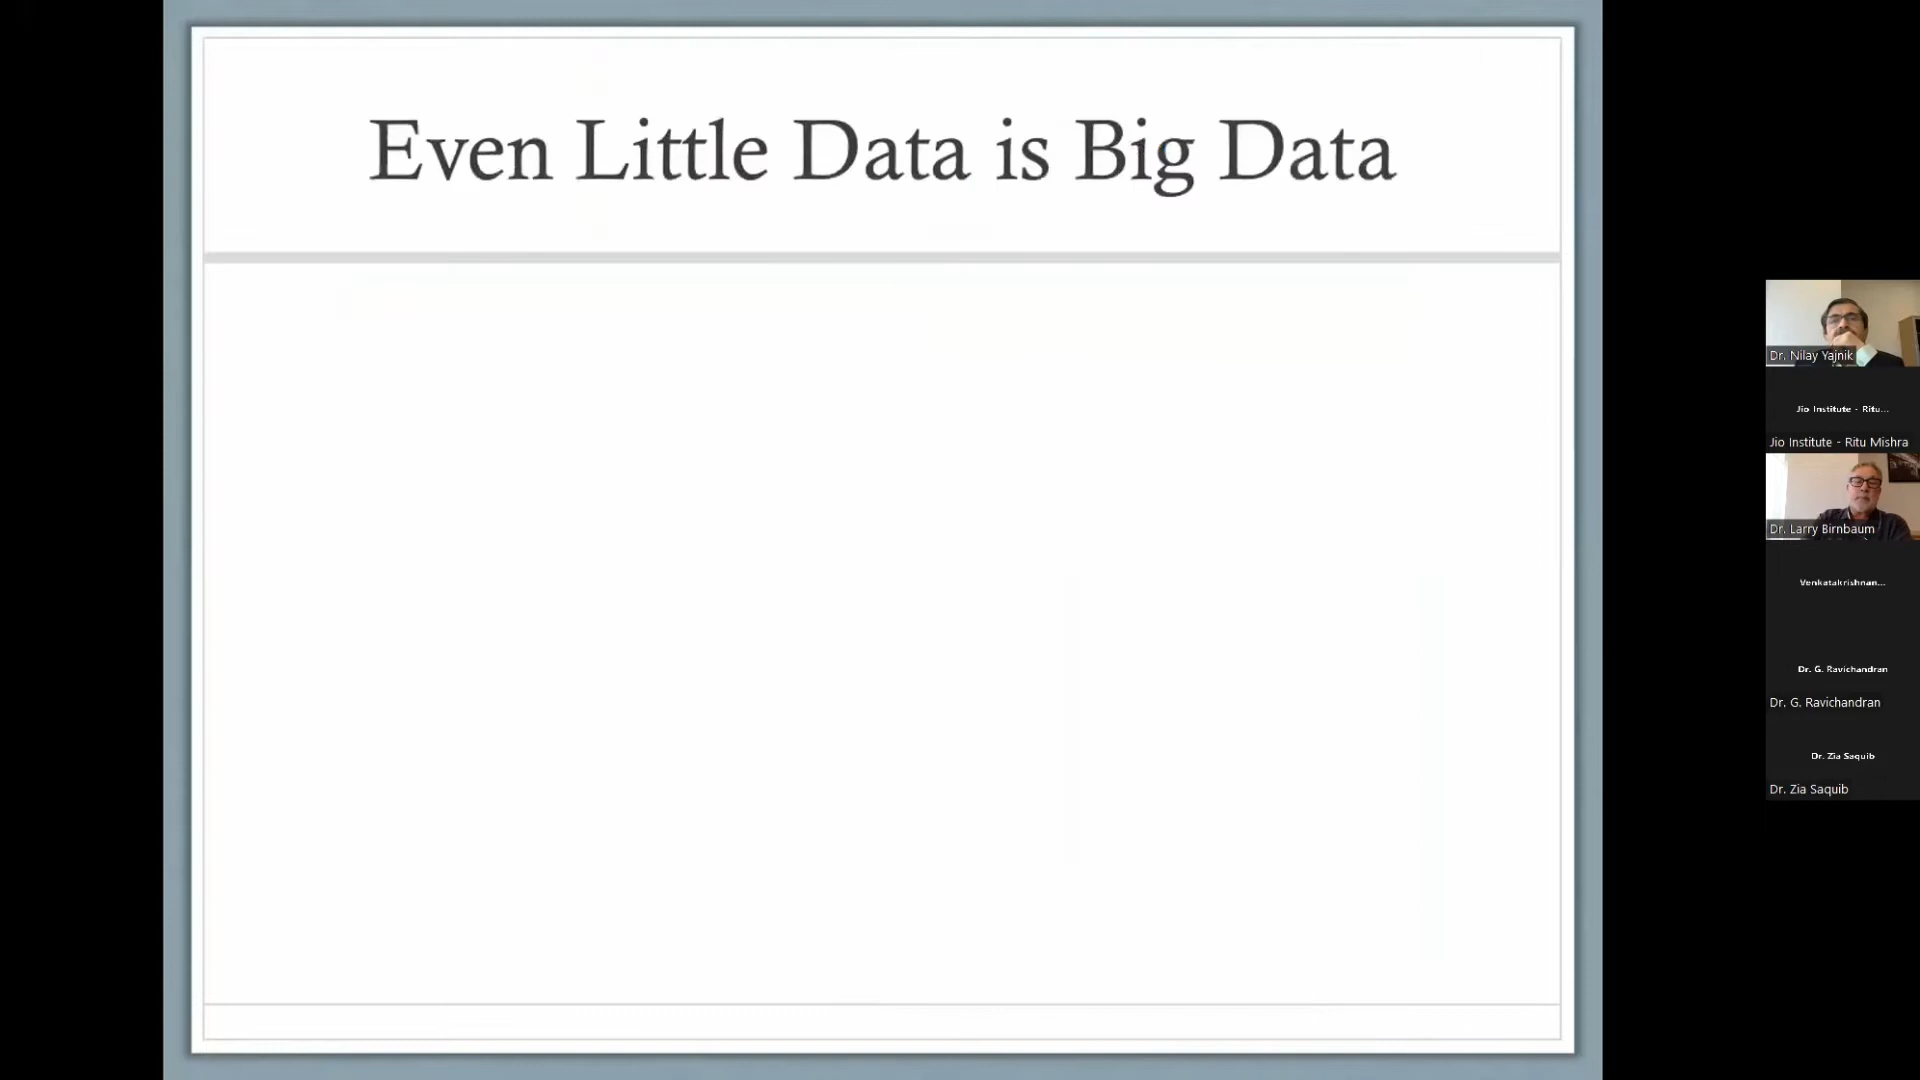 Even Little Data is Big Data
Dr. Nilay Yajnik
Jio Institute - Ritu...
Jio Institute - Ritu Mishra
Dr. Larry Birnbaum
Venkatakrishnan...
Dr. G. Ravichandran
Dr. G. Ravichandran
Dr. Zia Saquib
Dr. Zia Saquib